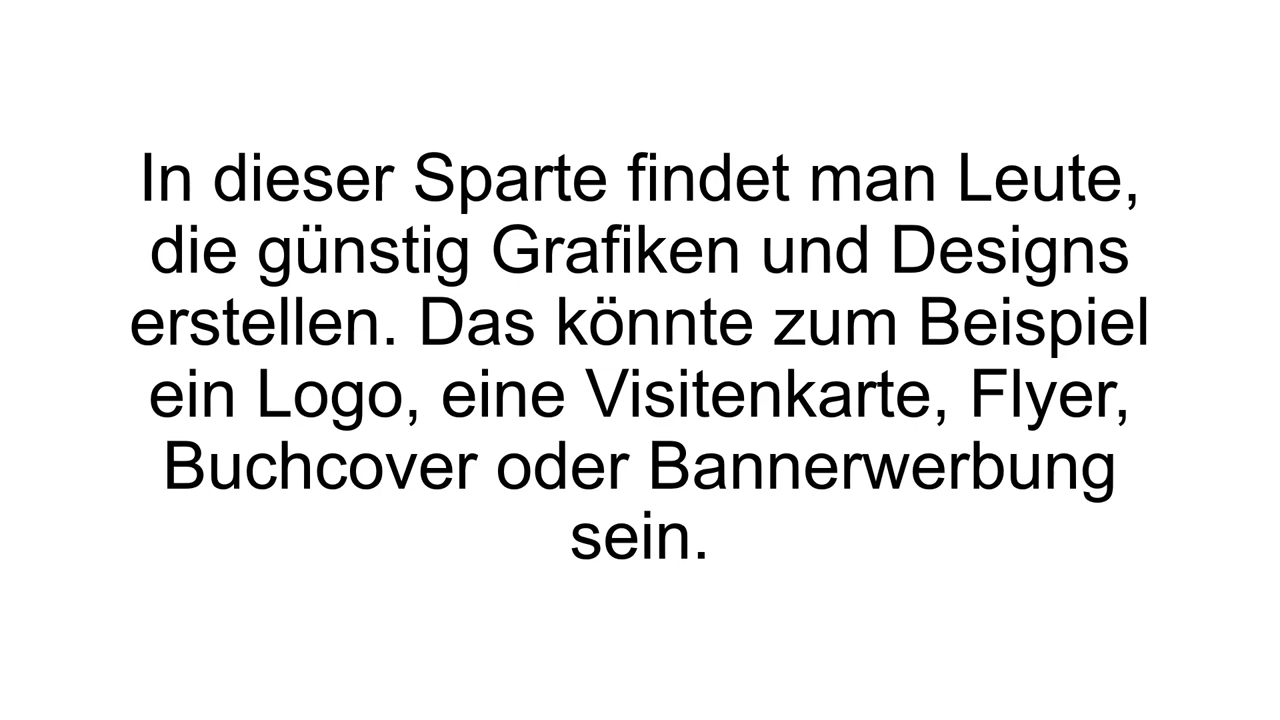 In dieser Sparte findet man Leute,
die günstig Grafiken und Designs
erstellen. Das könnte zum Beispiel
ein Logo, eine Visitenkarte, Flyer,
Buchcover oder Bannerwerbung
sein.